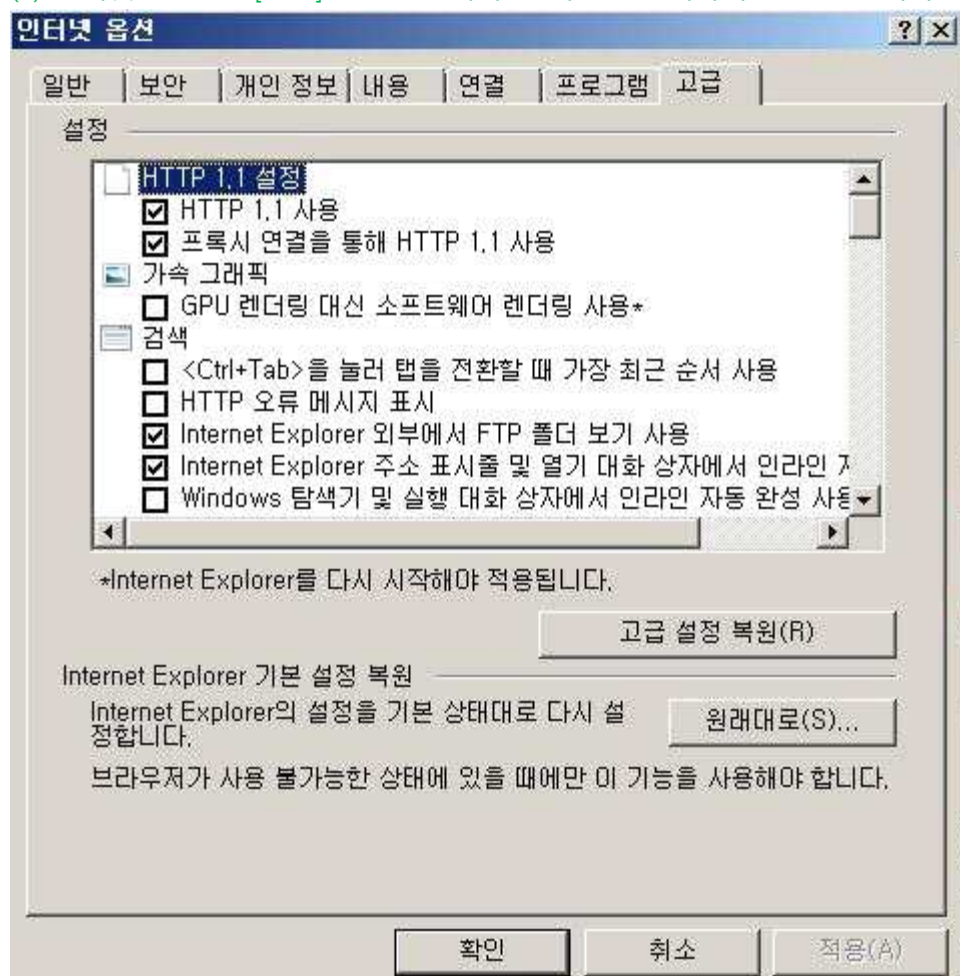 인터넷 옵션
일반 보안 개인 정보 내용 연결 프로그램 고급
설정
HTTP 1.1 설정
HTTP 1.1 사용
프록시 연결을 통해 HTTP 1.1 사용
가속 그래픽
GPU 렌더링 대신 소프트웨어 렌더링 사용*
검색
<Ctrl+Tab>을 눌러 탭을 전환할 때 가장 최근 순서 사용
HTTP 오류 메시지 표시
Internet Explorer 외부에서 FTP 폴더 보기 사용
Internet Explorer 주소 표시줄 및 열기 대화 상자에서 인라인
Windows 탐색기 및 실행 대화 상자에서 인라인 자동 완성 사용
*Internet Explorer를 다시 시작해야 적용됩니다.
고급 설정 복원(R)
Internet Explorer 기본 설정 복원
Internet Explorer의 설정을 기본 상태대로 다시 설
정합니다.
원래대로(S)...
브라우저가 사용 불가능한 상태에 있을 때에만 이 기능을 사용해야 합니다.
확인 취소 적용(A)